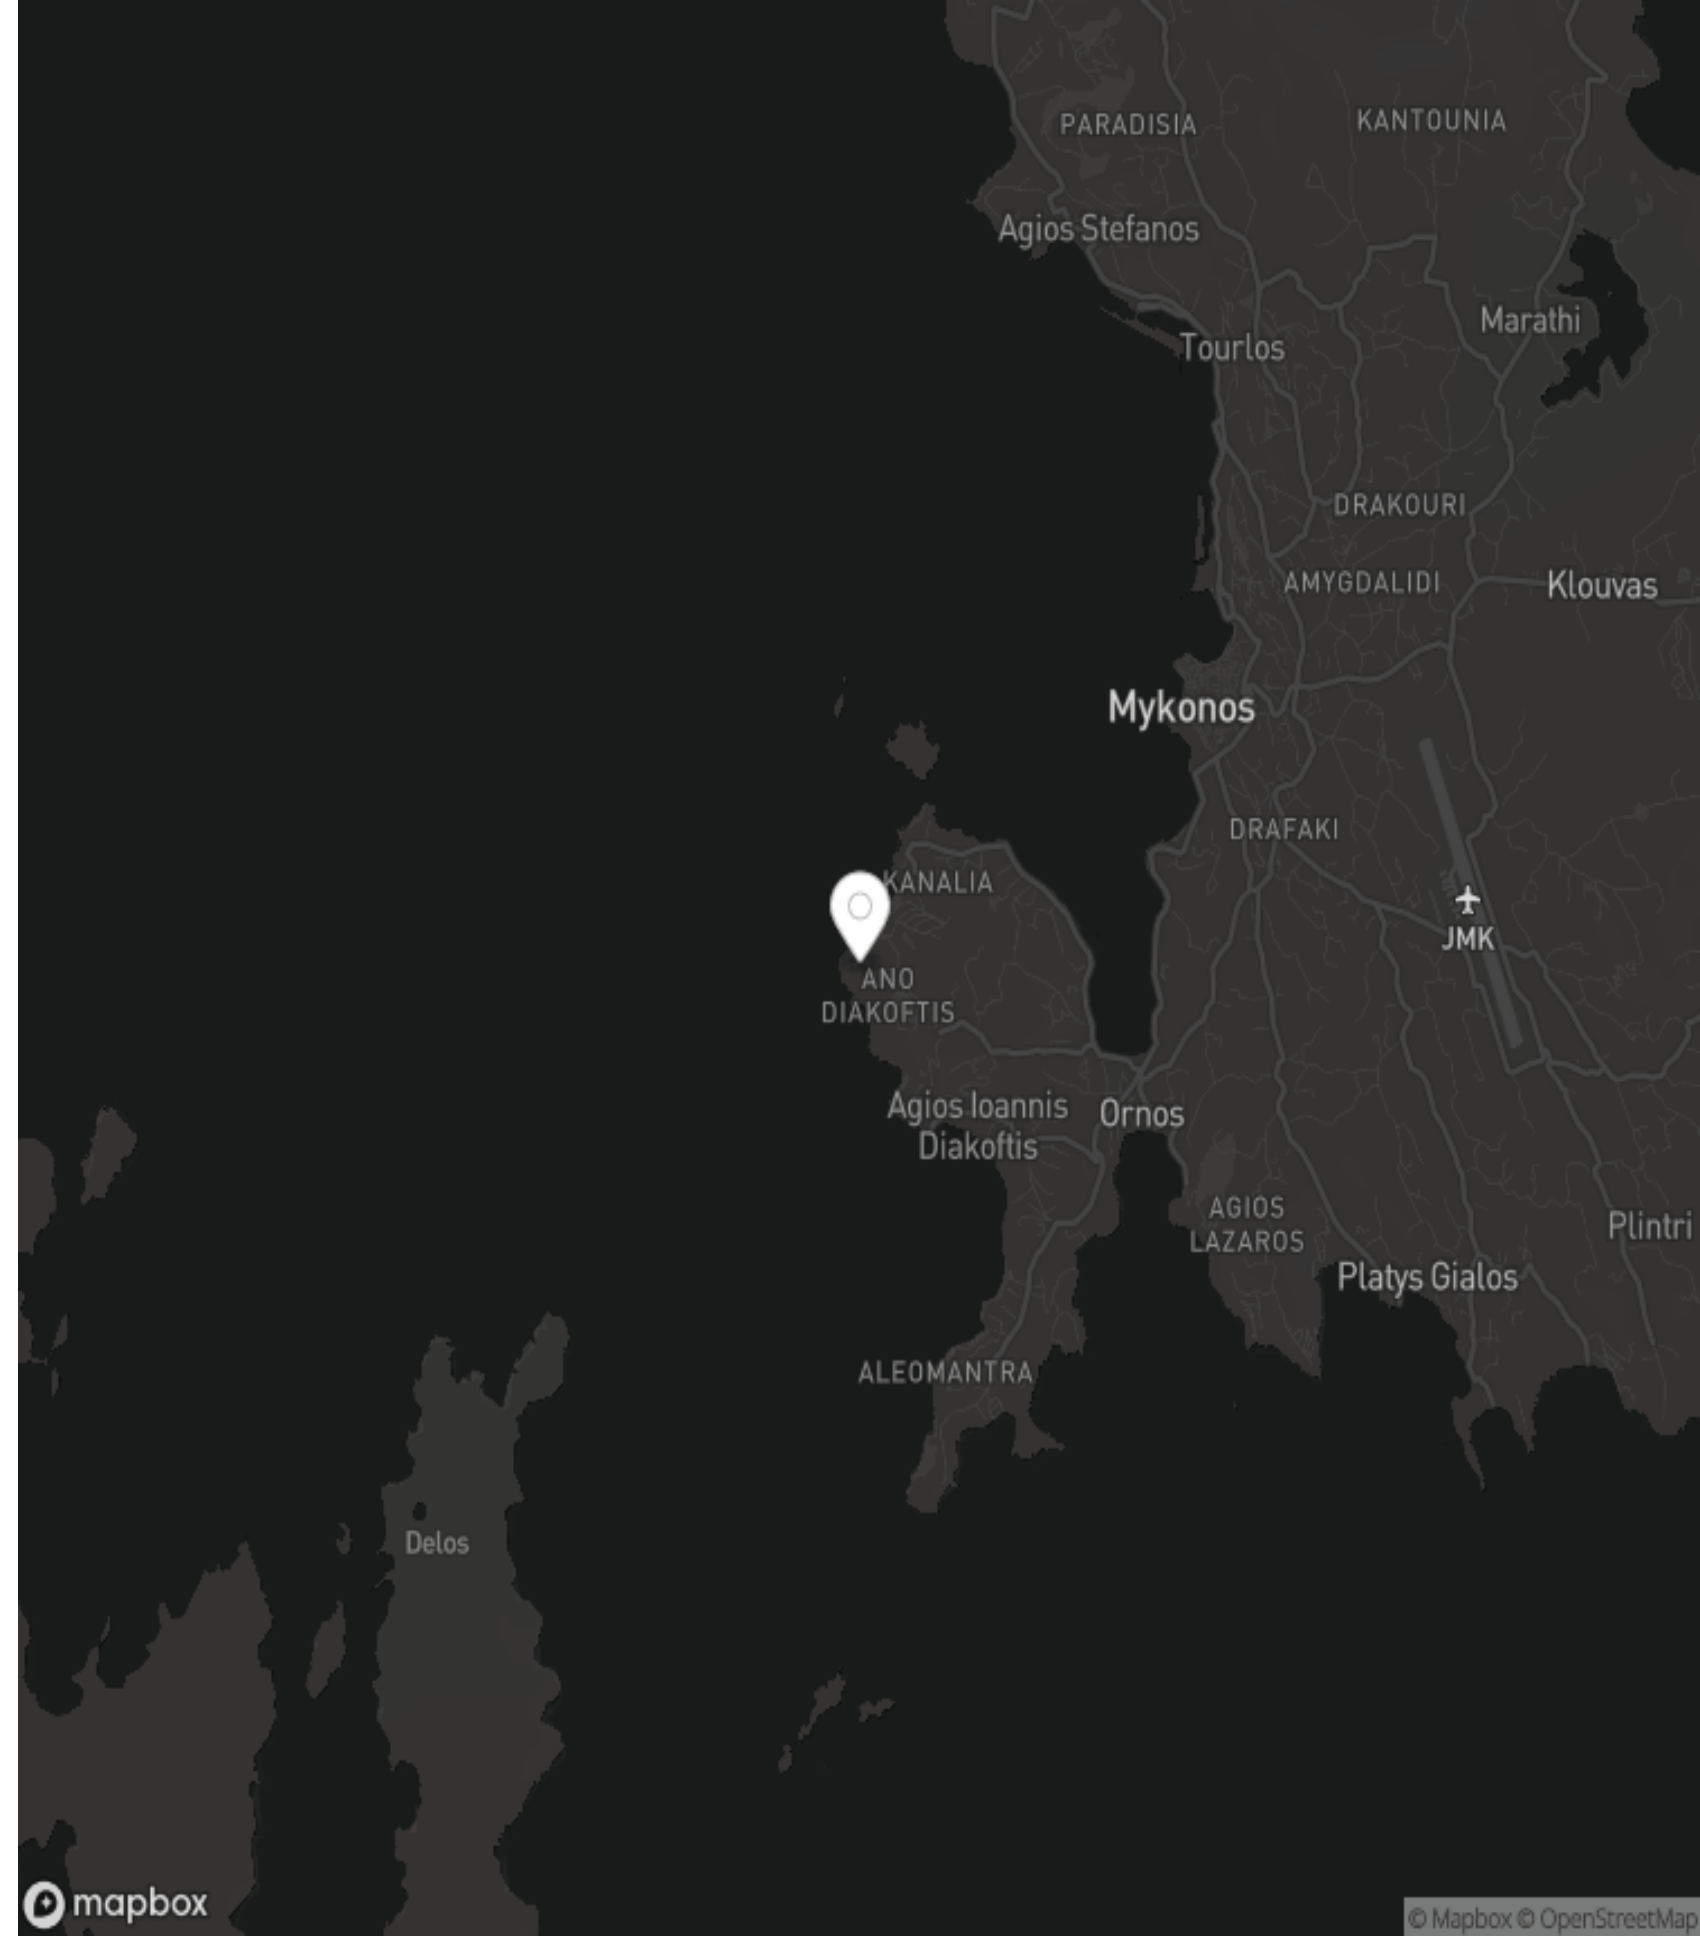 PARADISIA
KANTOUNIA
Agios Stefanos
Marathi
Tourlos
DRAKOURI
AMYGDALIDI
Klouvas
Mykonos
DRAFAKI
KANALIA
JMK
ANO
DIAKOFTIS
Agios Ioannis
Diakoftis
Ornos
AGIOS
LAZAROS
Plintri
Platys Gialos
ALEOMANTRA
Delos
mapbox
© Mapbox © OpenStreetMap